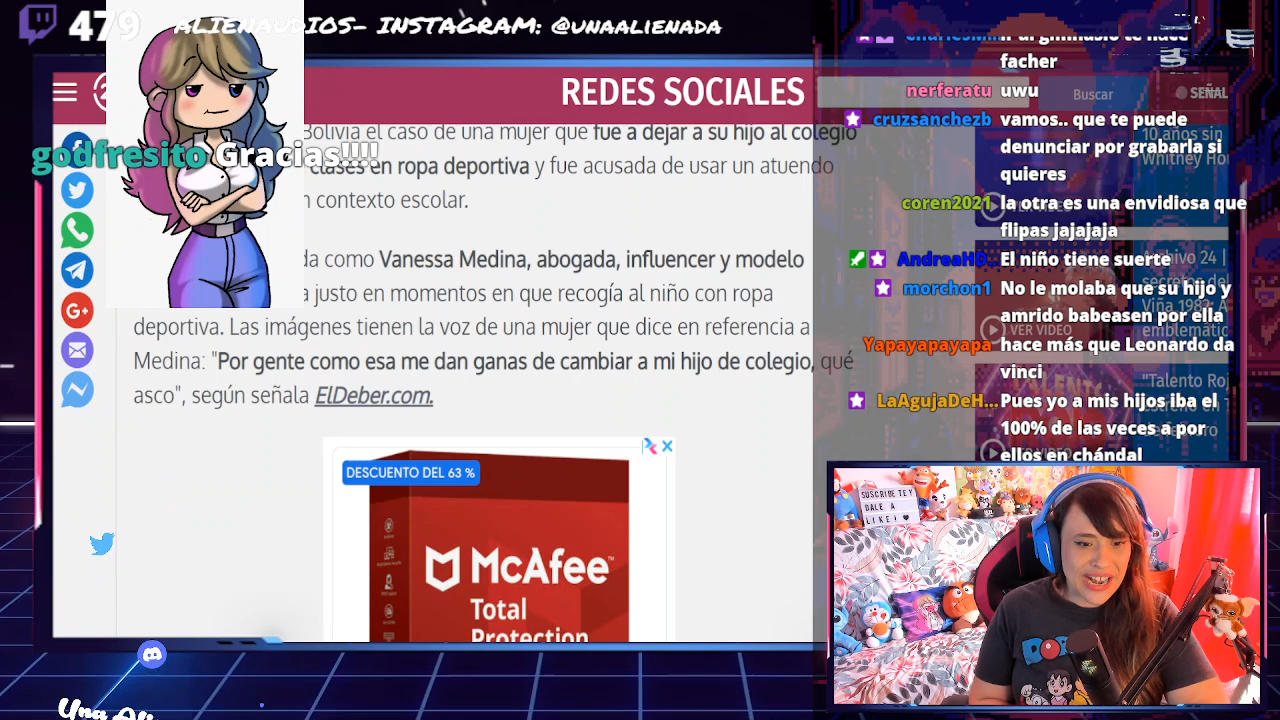 479
ALIENAUDIOS- INSTAGRAM: @UNAALIENADA
REDES SOCIALES
godfresito Gracias!!!!
Bolivia el caso de una mujer que fue a dejar a su hijo al colegio
clases en ropa deportiva y fue acusada de usar un atuendo
contexto escolar.
como Vanessa Medina, abogada, influencer y modelo
justo en momentos en que recogía al niño con ropa
deportiva. Las imágenes tienen la voz de una mujer que dice en referencia a
Medina: "Por gente como esa me dan ganas de cambiar a mi hijo de colegio, qué
asco", según señala ElDeber.com.
DESCUENTO DEL 63 %
McAfee™
Total
Protection
facher
nerferatu uwu
Buscar
SEÑAL
cruzsanchezb vamos.. que te puede
denunciar por grabarla si
quieres
10 años sin
coren2021 la otra es una envidiosa que
flipas jajajaja
AndreaHD... El niño tiene suerte
morchon1 No le molaba que su hijo y
amrido babeasen por ella
VER VIDEO
Yapayapayapa hace más que Leonardo da
vinci
LaAgujaDeH... Pues yo a mis hijos iba el
100% de las veces a por
ellos en chándal
SUSCRIBETE Y
DALE A
LIKE!